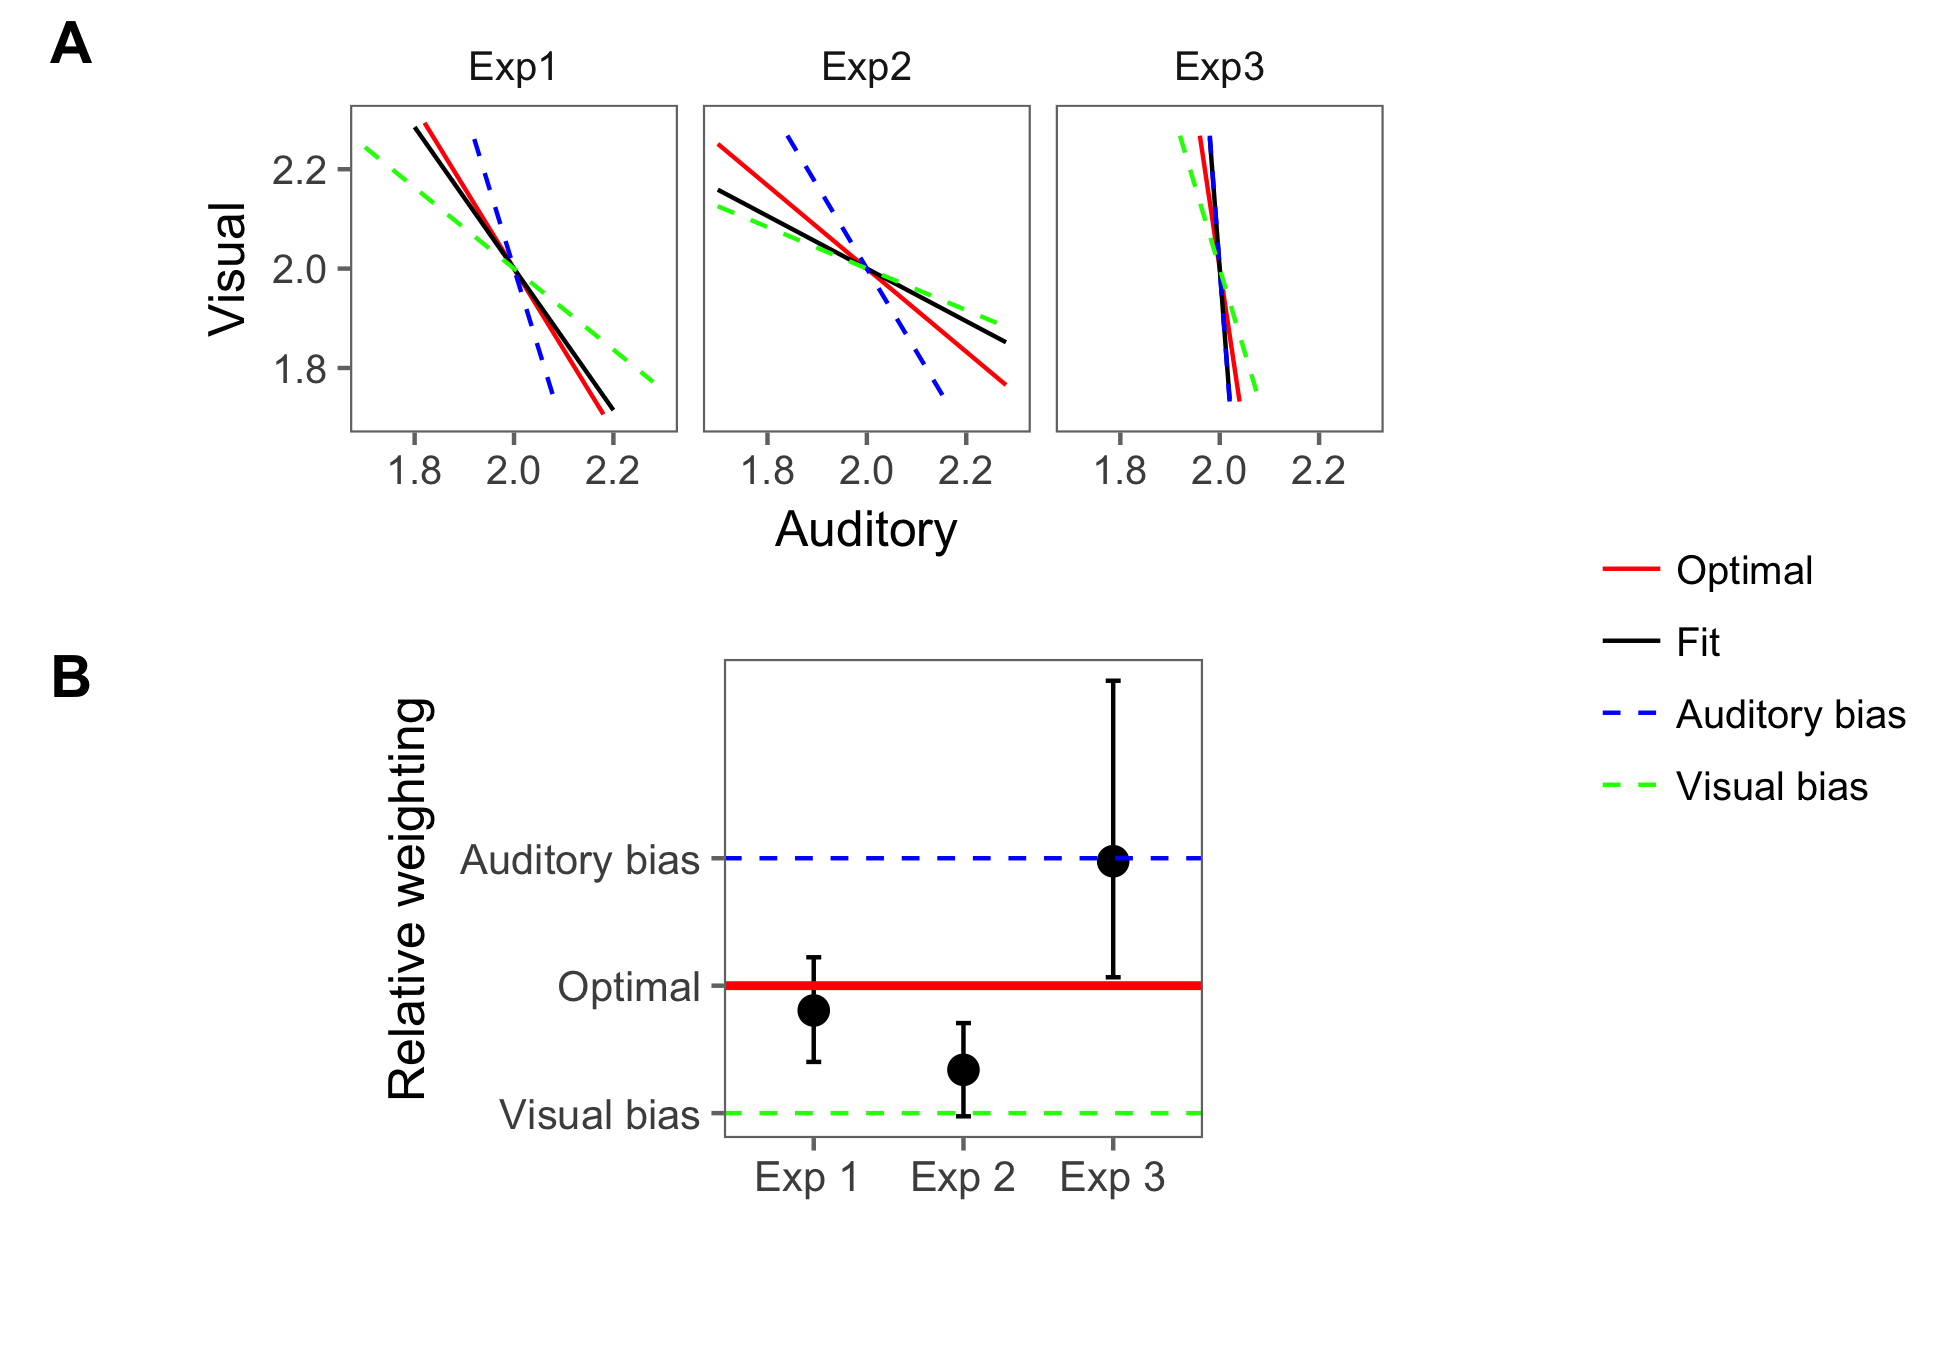 A
Exp1 Exp2 Exp3
2.2
2.0
1.8
Visual
1.8 2.0 2.2 1.8 2.0 2.2 1.8 2.0 2.2
Auditory
Optimal
Fit
Auditory bias
Visual bias
B
Relative weighting
Auditory bias
Optimal
Visual bias
Exp 1 Exp 2 Exp 3